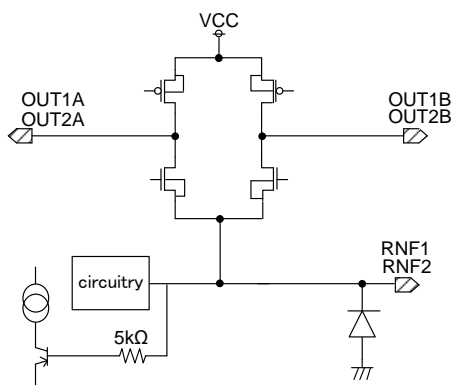 VCC
OUT1A
OUT2A
OUT1B
OUT2B
RNF1
RNF2
circuitry
5kΩ